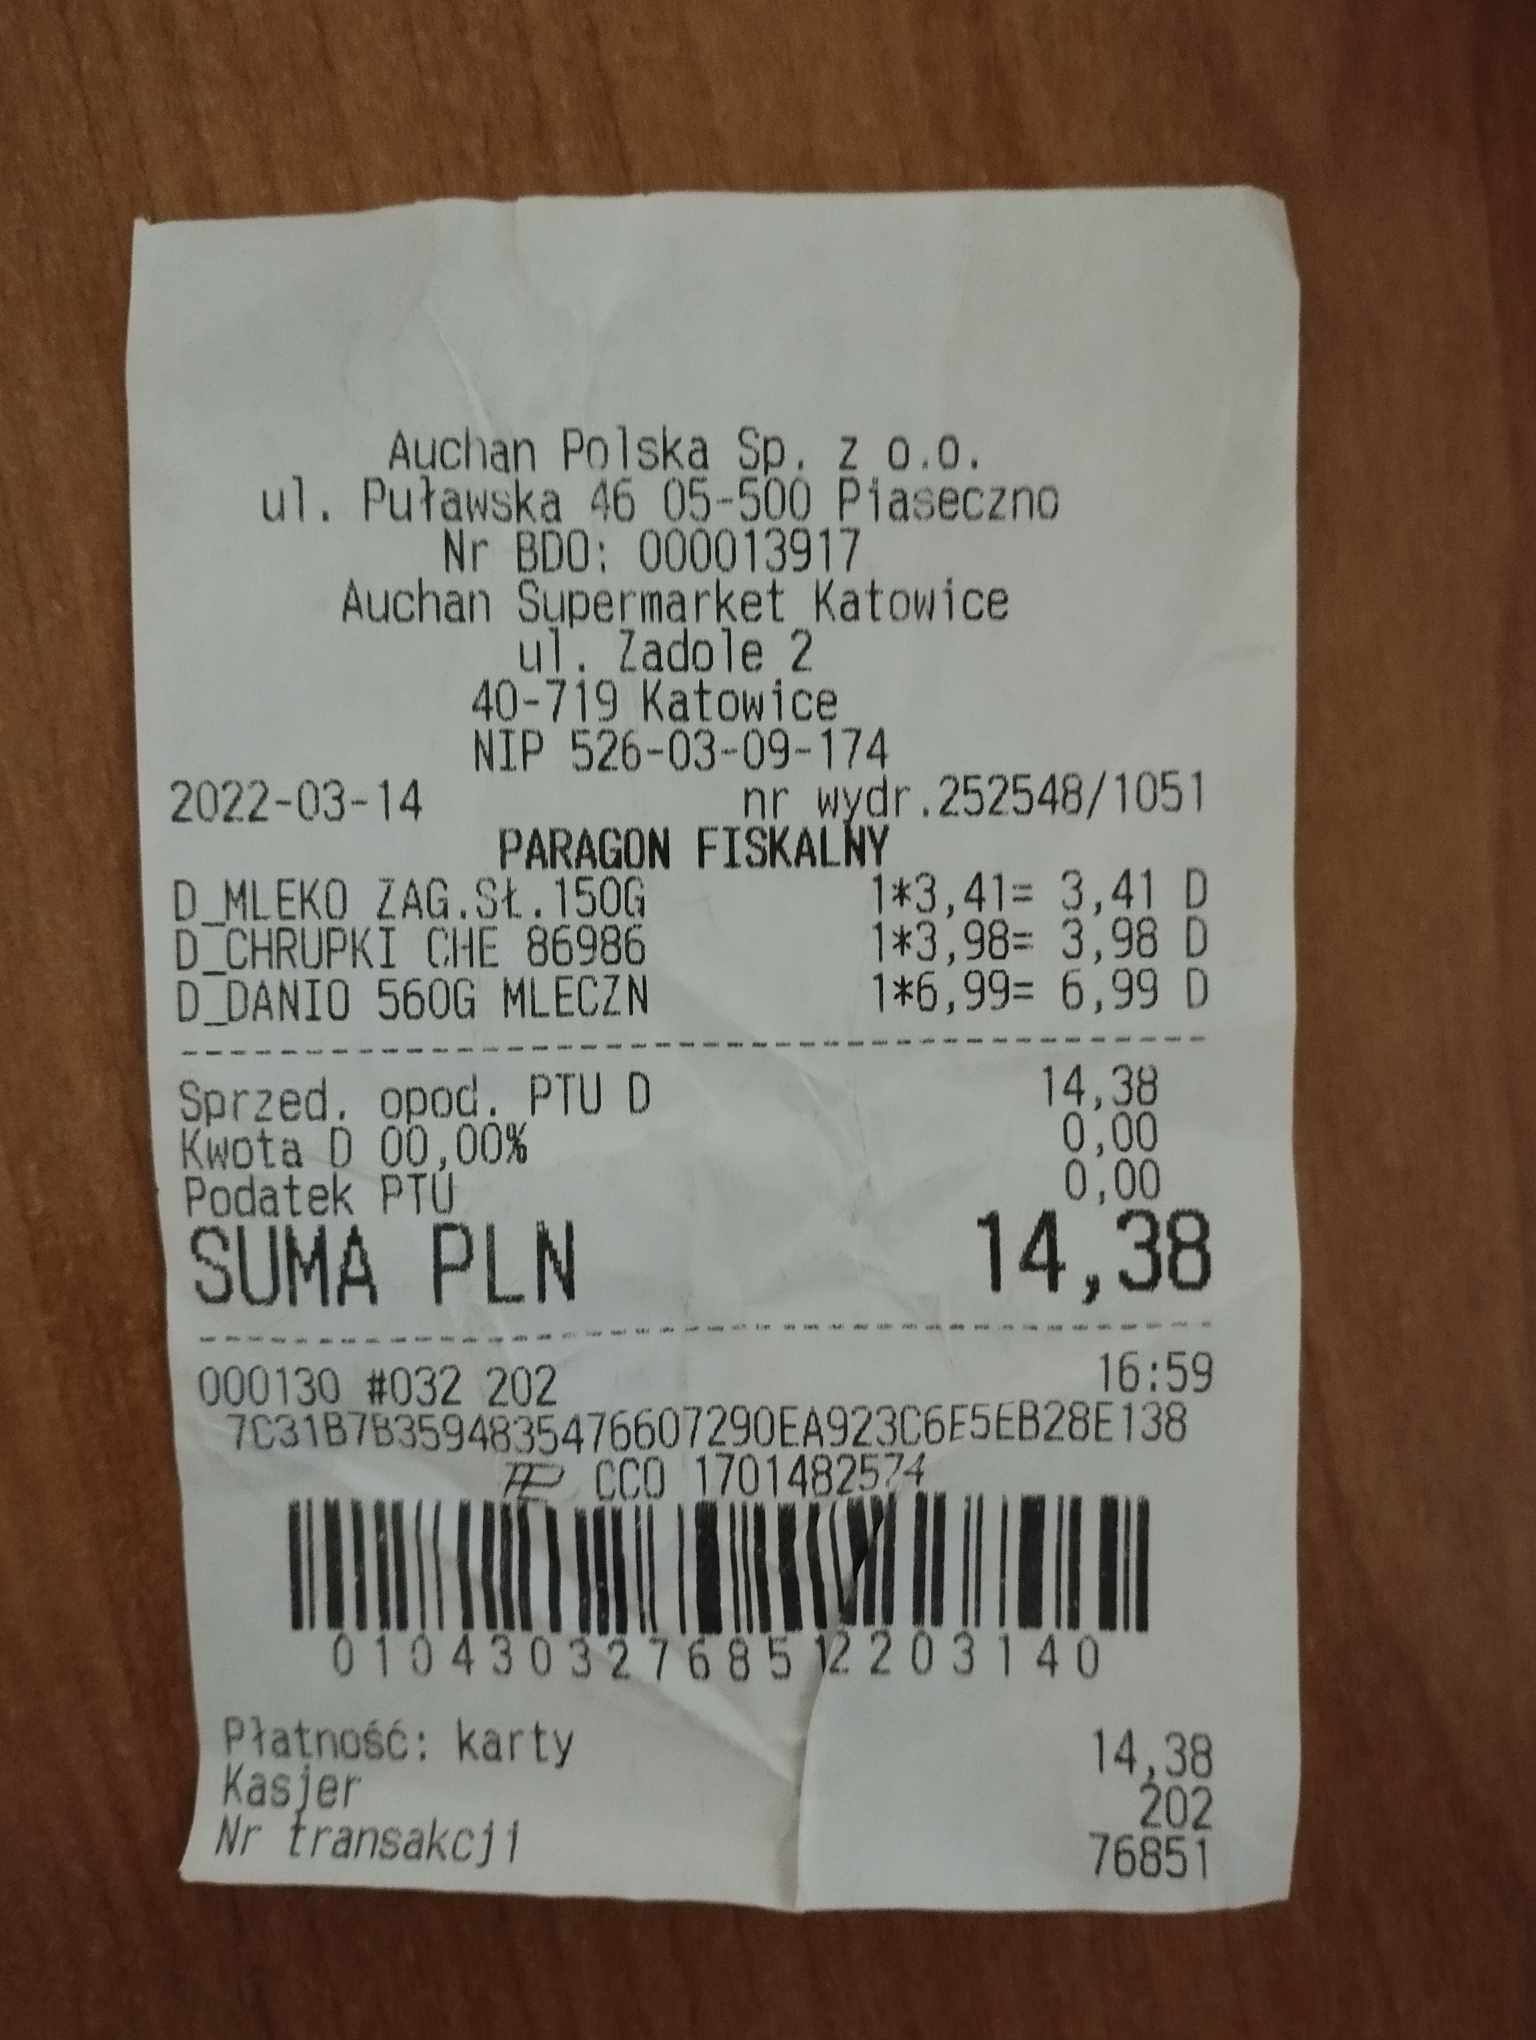 Auchan Polska Sp. z o.o.
ul. Puławska 46 05-500 Piaseczno
Nr BDO: 000013917
Auchan Supermarket Katowice
ul. Zadole 2
40-719 Katowice
NIP 526-03-09-174
2022-03-14 nr wydr.252548/1051
PARAGON FISKALNY
D_MLEKO ZAG.SŁ.150G 1*3,41= 3,41 D
D_CHRUPKI CHE 86986 1*3,98= 3,98 D
D_DANIO 560G MLECZN 1*6,99= 6,99 D
Sprzed. opod. PTU D 14,38
Kwota D 00,00% 0,00
Podatek PTU 0,00
SUMA PLN 14,38
000130 #032 202 16:59
7C31B7B3594835476607290EA923C6E5EB28E138
CCO 1701482574
01043032768512203140
Płatność: karty 14,38
Kasjer 202
Nr transakcji 76851